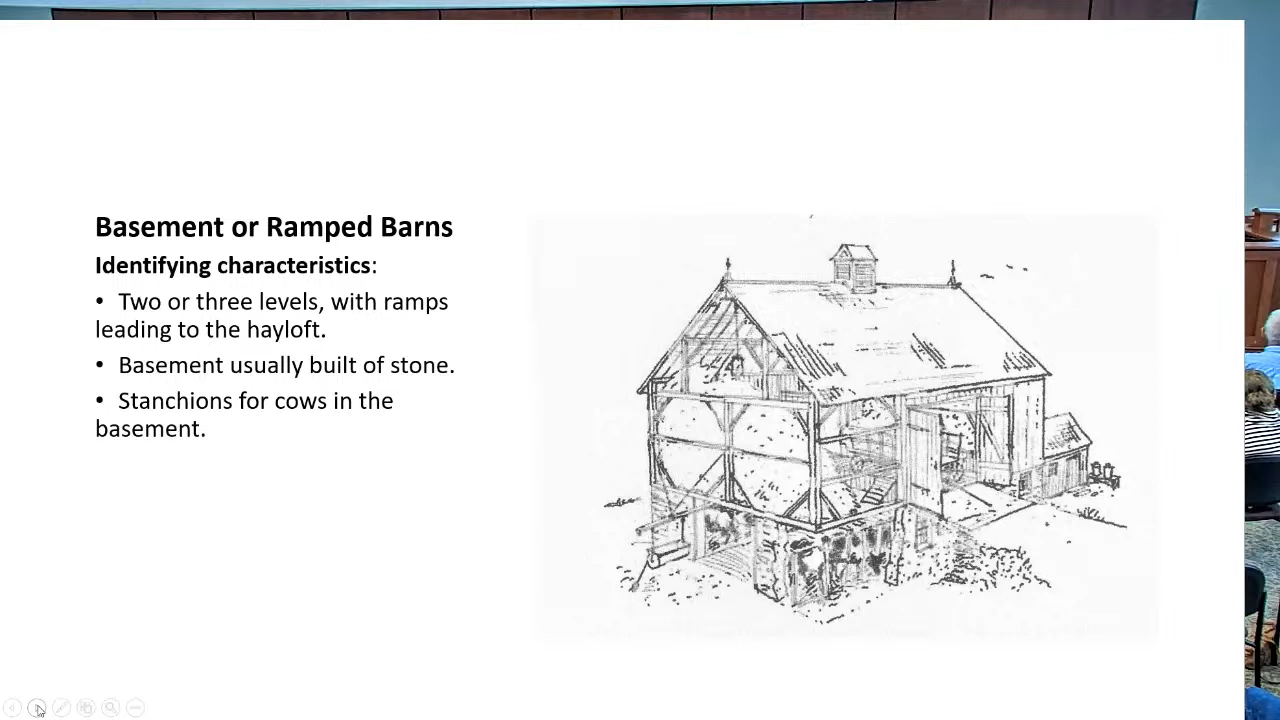 Basement or Ramped Barns
Identifying characteristics:
• Two or three levels, with ramps
leading to the hayloft.
• Basement usually built of stone.
• Stanchions for cows in the
basement.